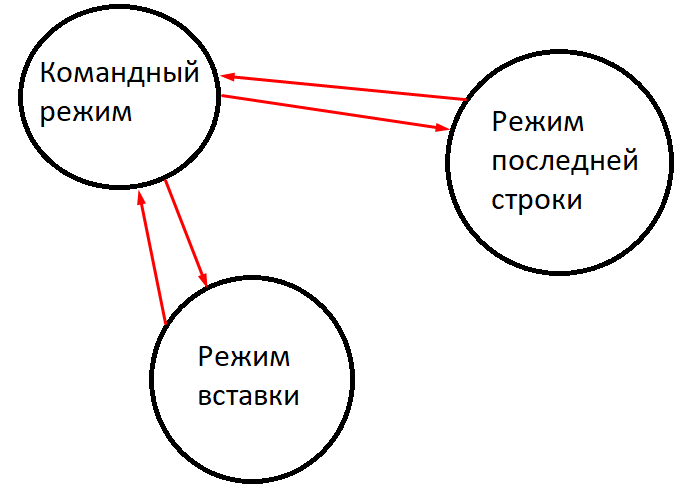 Командный
режим
Режим
последней
строки
Режим
вставки